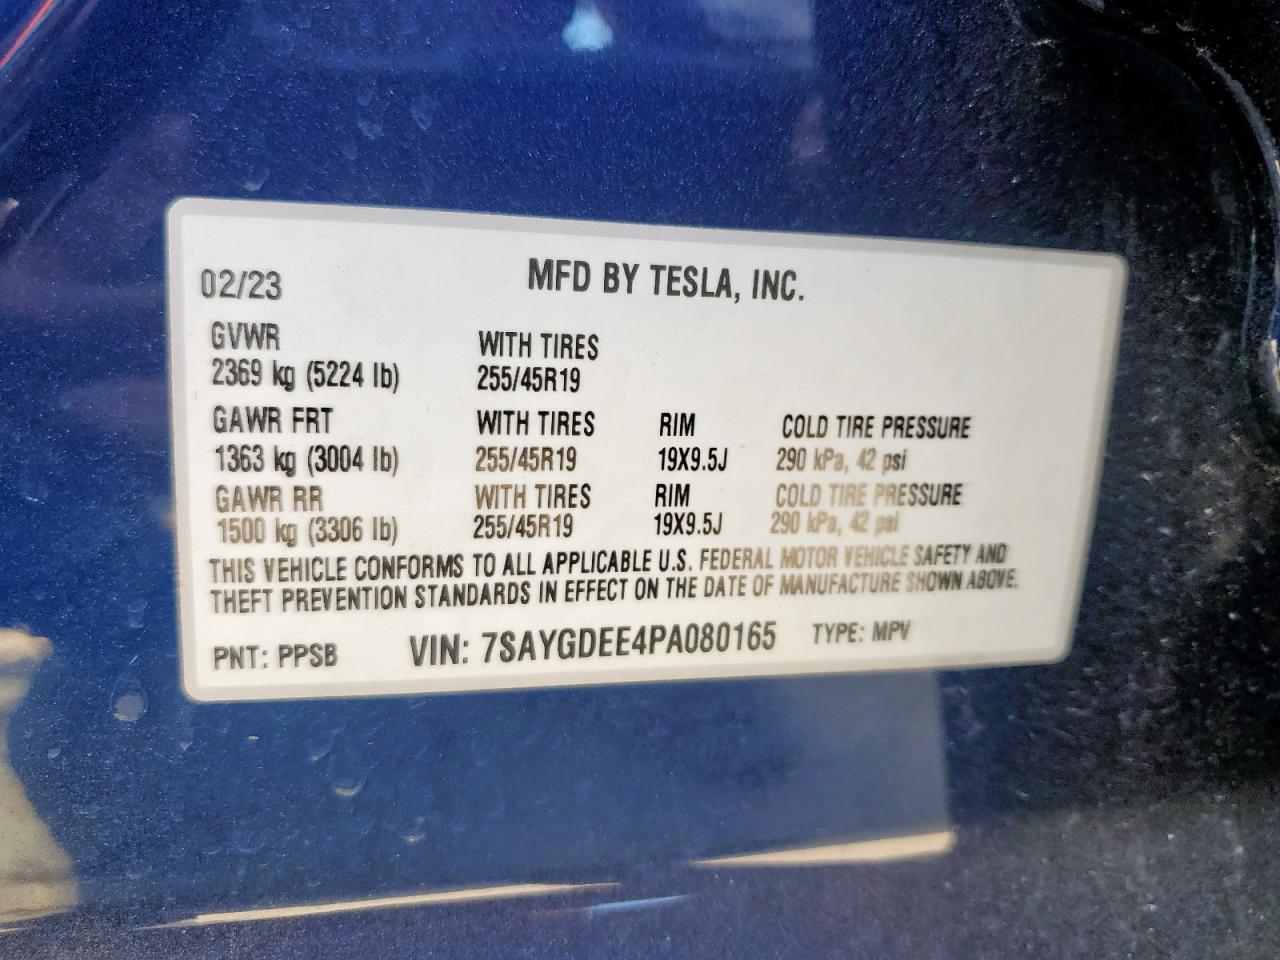 02/23 MFD BY TESLA, INC.
GVWR WITH TIRES
2369 kg (5224 lb) 255/45R19
GAWR FRT WITH TIRES RIM COLD TIRE PRESSURE
1363 kg (3004 lb) 255/45R19 19X9.5J 290 kPa, 42 psi
GAWR RR WITH TIRES RIM COLD TIRE PRESSURE
1500 kg (3306 lb) 255/45R19 19X9.5J 290 kPa, 42 psi
THIS VEHICLE CONFORMS TO ALL APPLICABLE U.S. FEDERAL MOTOR VEHICLE SAFETY AND
THEFT PREVENTION STANDARDS IN EFFECT ON THE DATE OF MANUFACTURE SHOWN ABOVE.
PNT: PPSB VIN: 7SAYGDEE4PA080165 TYPE: MPV